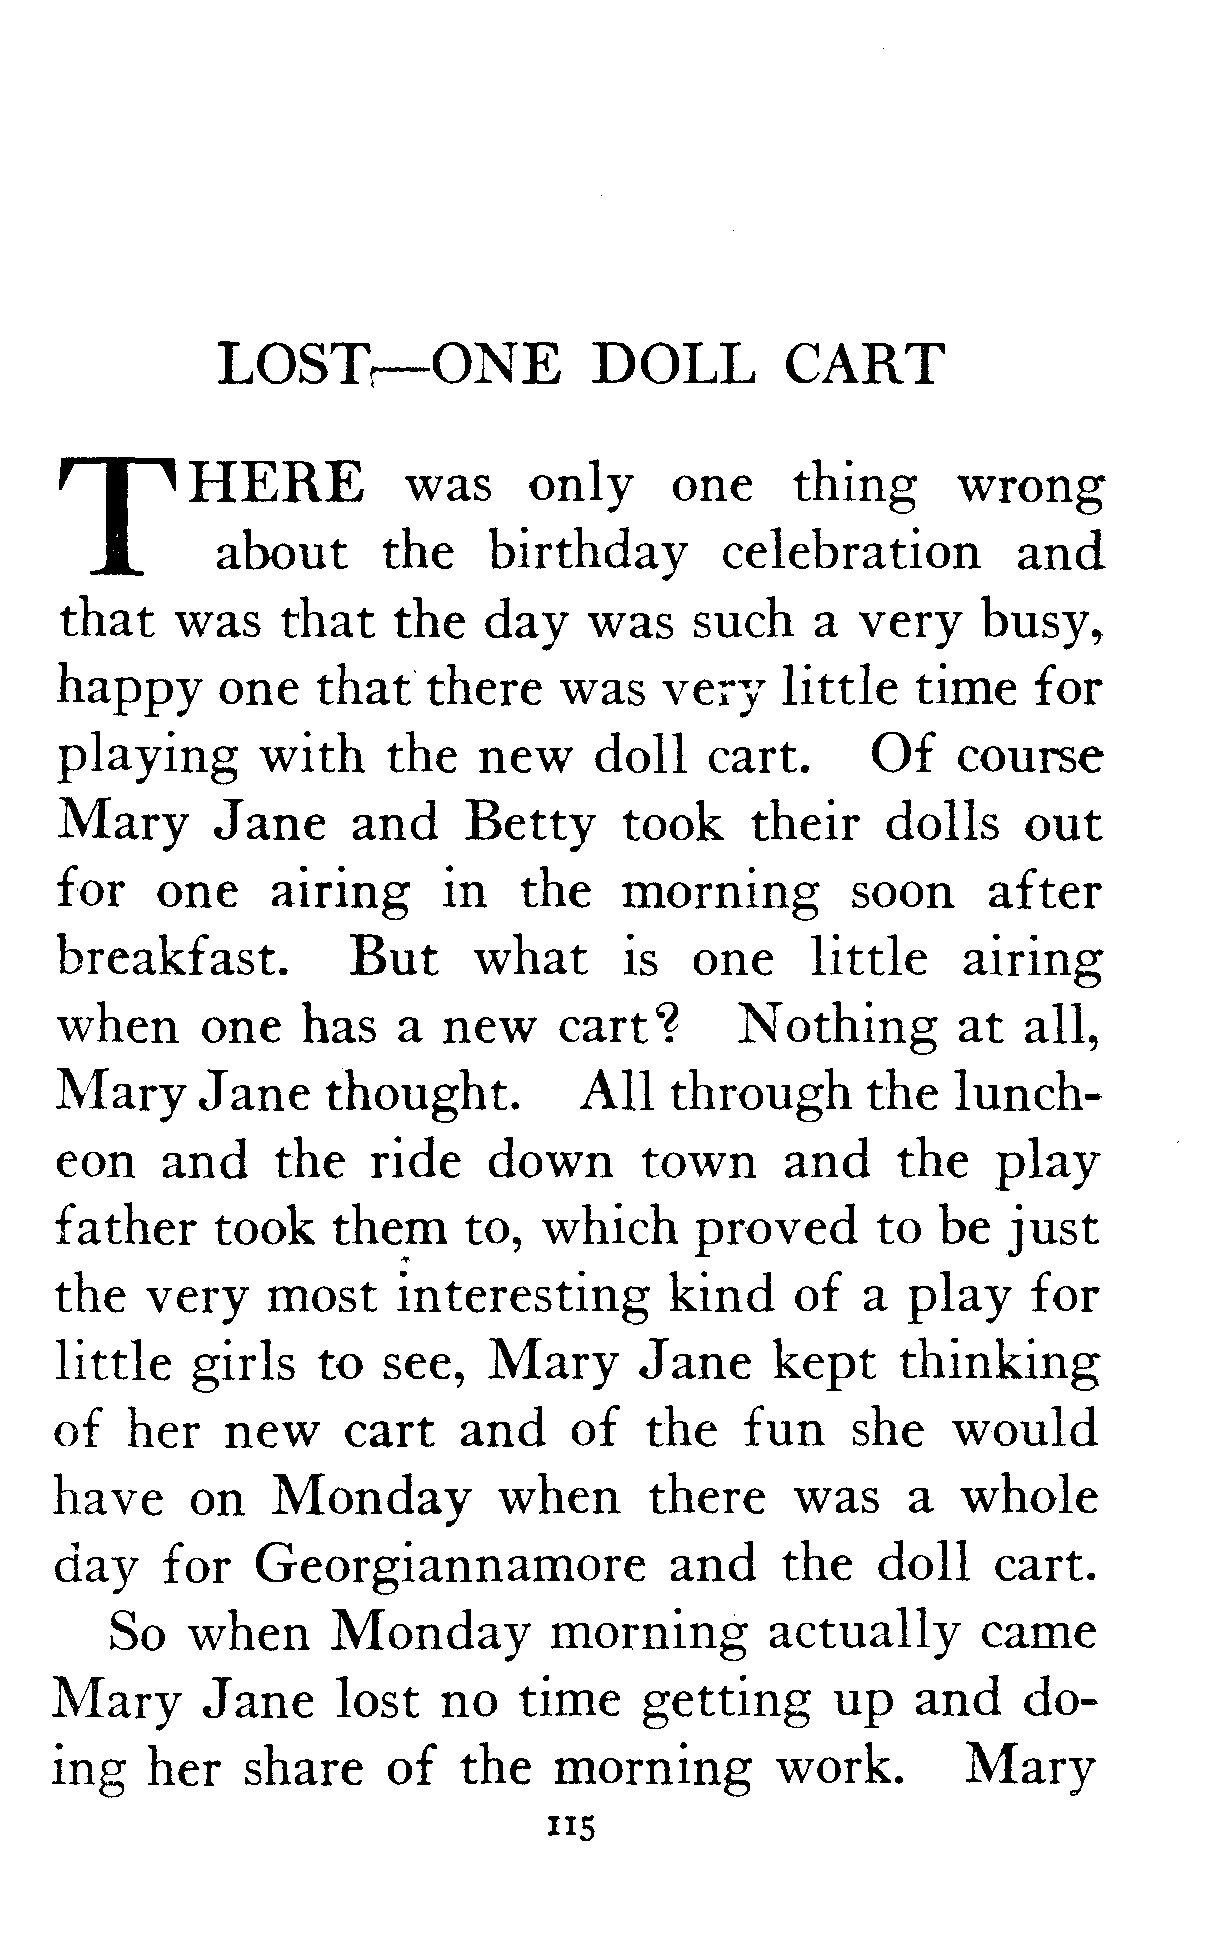 LOST,—ONE DOLL CART
THERE was only one thing wrong
about the birthday celebration and
that was that the day was such a very busy,
happy one that there was very little time for
playing with the new doll cart. Of course
Mary Jane and Betty took their dolls out
for one airing in the morning soon after
breakfast. But what is one little airing
when one has a new cart? Nothing at all,
Mary Jane thought. All through the lunch-
eon and the ride down town and the play
father took them to, which proved to be just
the very most interesting kind of a play for
little girls to see, Mary Jane kept thinking
of her new cart and of the fun she would
have on Monday when there was a whole
day for Georgiannamore and the doll cart.
So when Monday morning actually came
Mary Jane lost no time getting up and do-
ing her share of the morning work. Mary
115